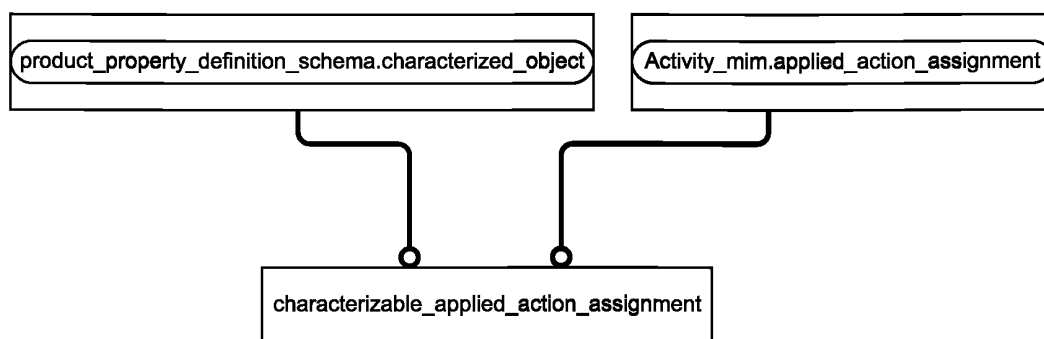 product_property_definition_schema.characterized_object
Activity_mim.applied_action_assignment
characterizable_applied_action_assignment